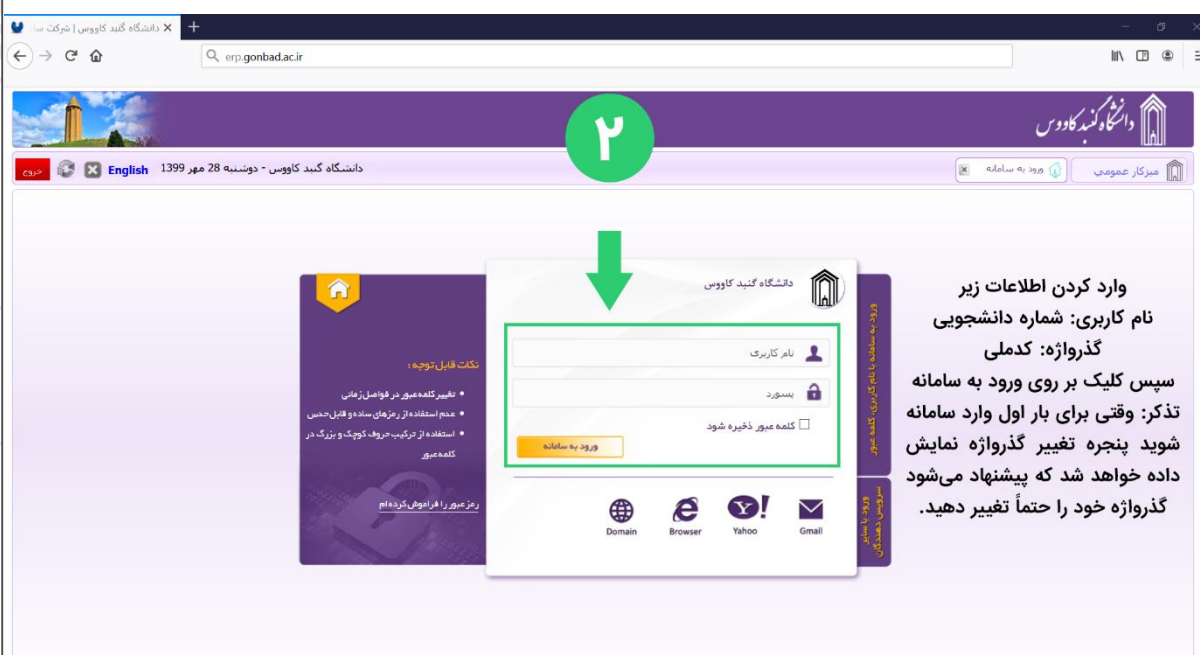 دانشگاه گنبد کاووس | شرکت سا
erp.gonbad.ac.ir
دانشگاه گنبد کاووس
۲
میزکار عمومی
ورود به سامانه
دانشگاه گنبد کاووس - دوشنبه 28 مهر 1399
English
خروج
وارد کردن اطلاعات زیر
نام کاربری: شماره دانشجویی
گذرواژه: کدملی
سپس کلیک بر روی ورود به سامانه
تذکر: وقتی برای بار اول وارد سامانه
شوید پنجره تغییر گذرواژه نمایش
داده خواهد شد که پیشنهاد می‌شود
گذرواژه خود را حتماً تغییر دهید.
ورود به سامانه با نام کاربری، کلمه عبور
ورود با سایر
سرویس دهندگان
دانشگاه گنبد کاووس
نام کاربری
پسورد
کلمه عبور ذخیره شود
ورود به سامانه
Gmail
Yahoo
Browser
Domain
نکات قابل توجه :
• تغییر کلمه عبور در فواصل زمانی
• عدم استفاده از رمزهای ساده و قابل حدس
• استفاده از ترکیب حروف کوچک و بزرگ در
کلمه عبور
رمز عبور را فراموش کرده ام